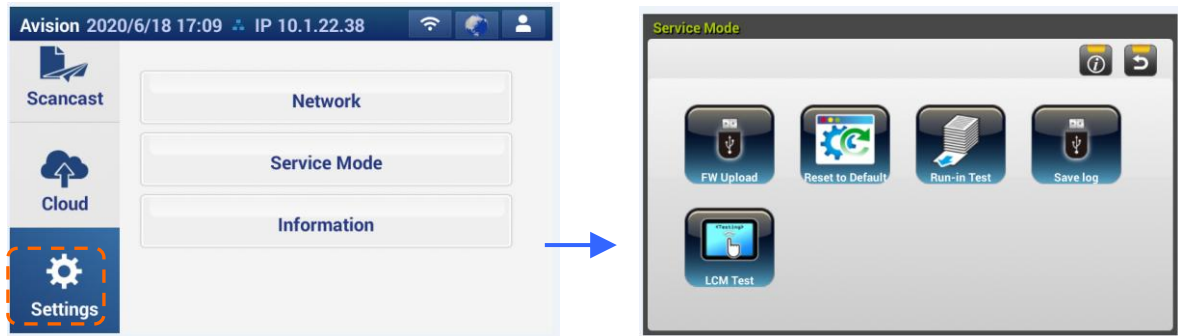 Avision 2020/6/18 17:09 IP 10.1.22.38
Scancast
Cloud
Settings
Network
Service Mode
Information
Service Mode
FW Upload
Reset to Default
Run-in Test
Save log
<Testing>
LCM Test